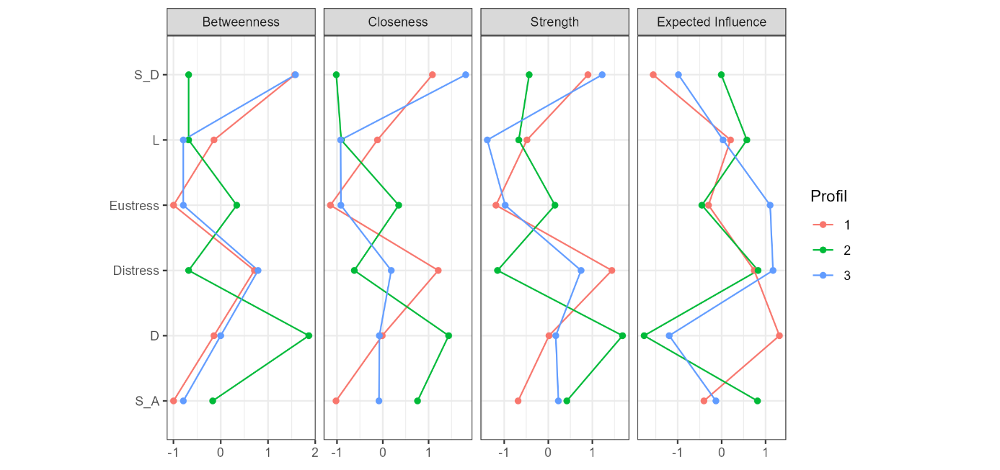 Betweenness Closeness Strength Expected Influence
S_D
L
Eustress
Distress
D
S_A
-1 0 1 2 -1 0 1 -1 0 1 -1 0 1
Profil
1
2
3